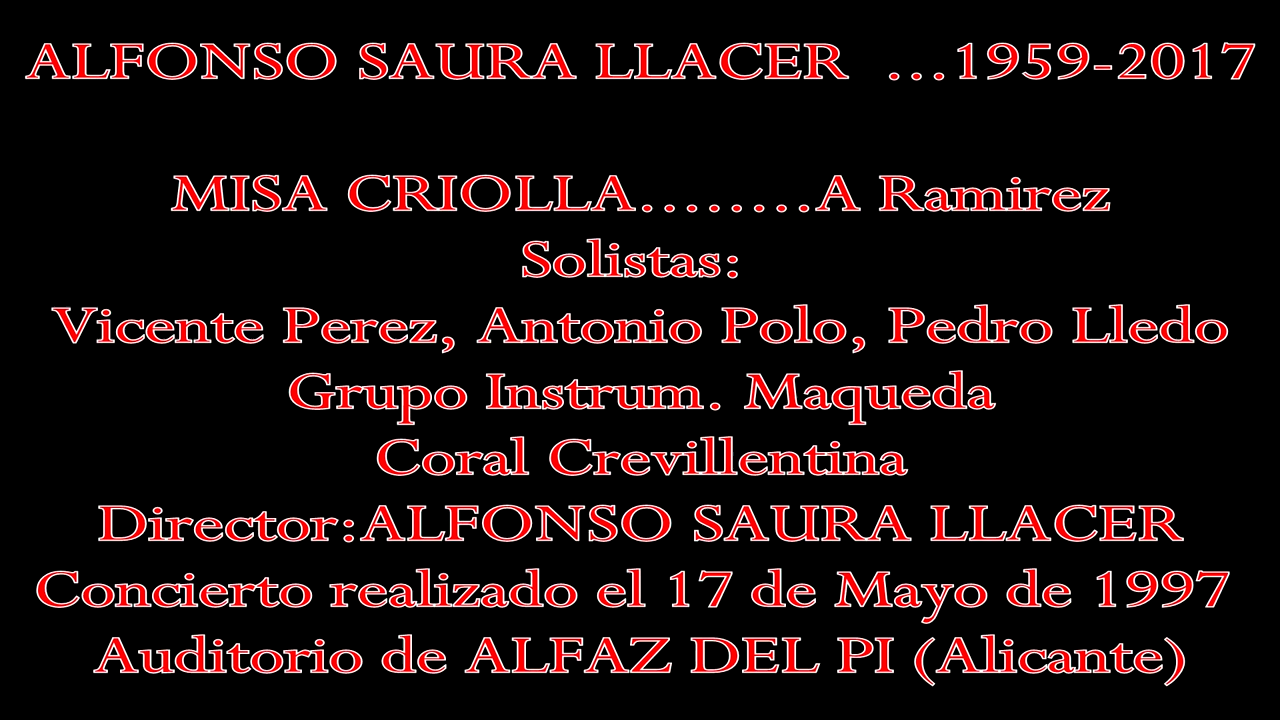 ALFONSO SAURA LLACER ...1959-2017
MISA CRIOLLA........A Ramirez
Solistas:
Vicente Perez, Antonio Polo, Pedro Lledo
Grupo Instrum. Maqueda
Coral Crevillentina
Director:ALFONSO SAURA LLACER
Concierto realizado el 17 de Mayo de 1997
Auditorio de ALFAZ DEL PI (Alicante)